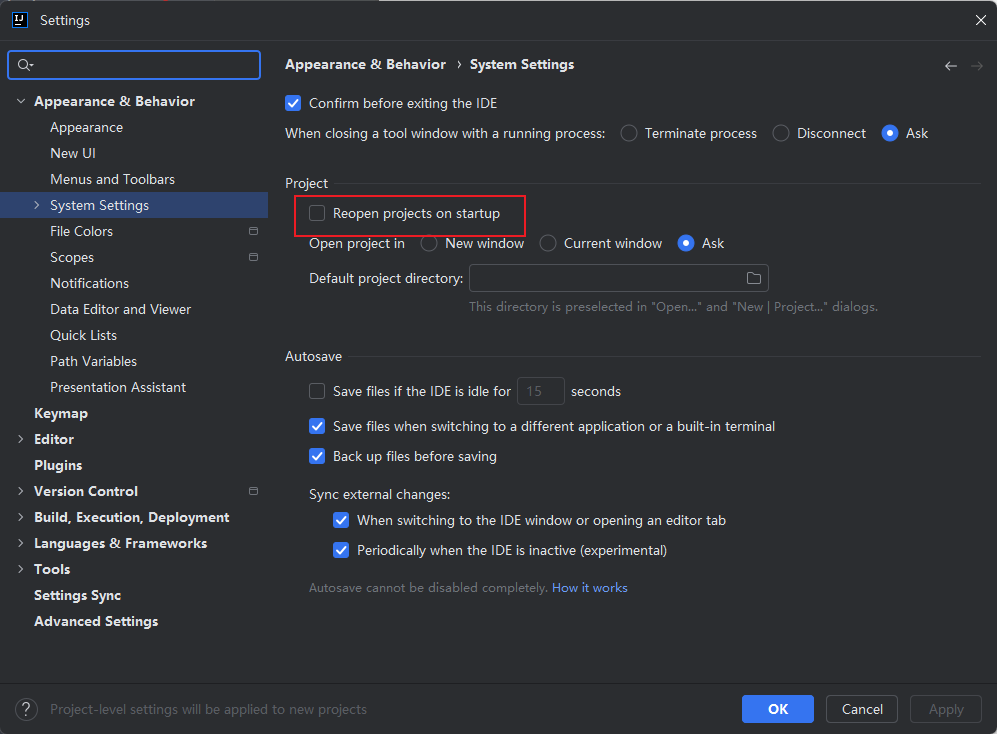 IJ
Settings
Appearance & Behavior
Appearance
New UI
Menus and Toolbars
System Settings
File Colors
Scopes
Notifications
Data Editor and Viewer
Quick Lists
Path Variables
Presentation Assistant
Keymap
Editor
Plugins
Version Control
Build, Execution, Deployment
Languages & Frameworks
Tools
Settings Sync
Advanced Settings
Appearance & Behavior › System Settings
Confirm before exiting the IDE
When closing a tool window with a running process: Terminate process Disconnect Ask
Project
Reopen projects on startup
Open project in New window Current window Ask
Default project directory:
This directory is preselected in "Open..." and "New | Project..." dialogs.
Autosave
Save files if the IDE is idle for 15 seconds
Save files when switching to a different application or a built-in terminal
Back up files before saving
Sync external changes:
When switching to the IDE window or opening an editor tab
Periodically when the IDE is inactive (experimental)
Autosave cannot be disabled completely. How it works
? Project-level settings will be applied to new projects
OK Cancel Apply